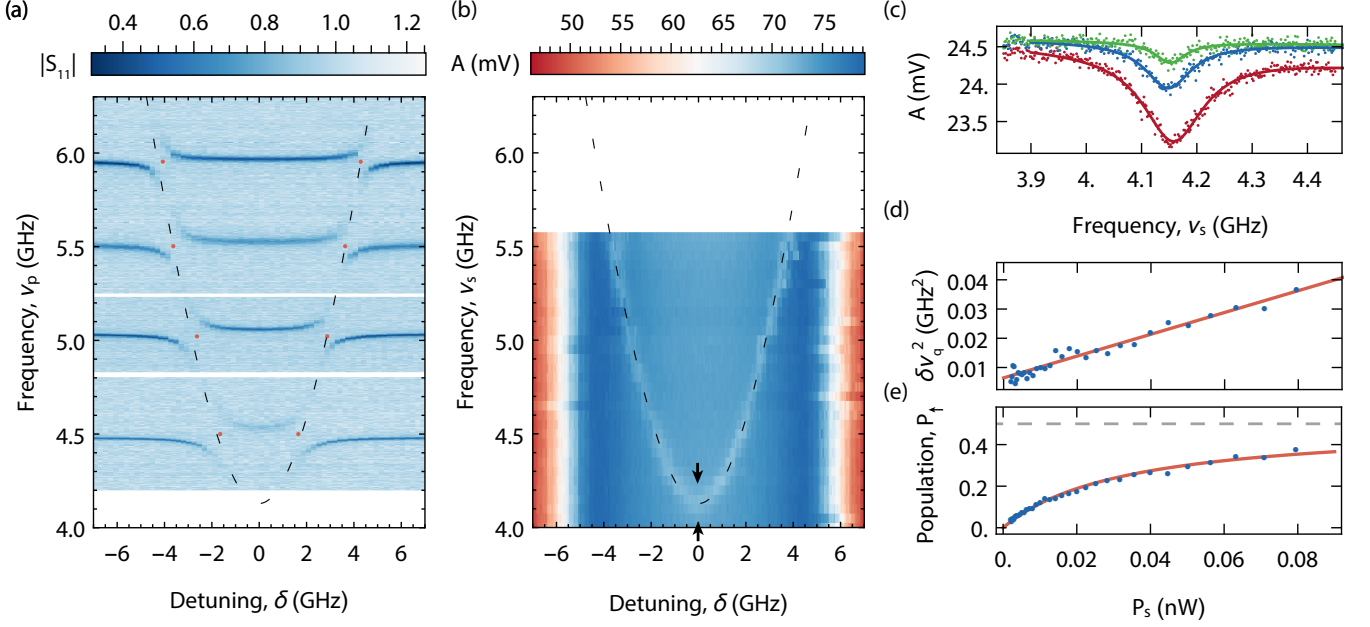 (a)
0.4 0.6 0.8 1.0 1.2
|S₁₁|
Frequency, νₚ (GHz)
6.0
5.5
5.0
4.5
4.0
−6 −4 −2 0 2 4 6
Detuning, δ (GHz)
(b)
50 55 60 65 70 75
A (mV)
Frequency, νₛ (GHz)
6.0
5.5
5.0
4.5
4.0
−6 −4 −2 0 2 4 6
Detuning, δ (GHz)
(c)
A (mV)
24.5
24.
23.5
3.9 4. 4.1 4.2 4.3 4.4
Frequency, νₛ (GHz)
(d)
δν_q² (GHz²)
0.04
0.03
0.02
0.01
(e)
Population, P↑
0.4
0.2
0.
0. 0.02 0.04 0.06 0.08
Pₛ (nW)